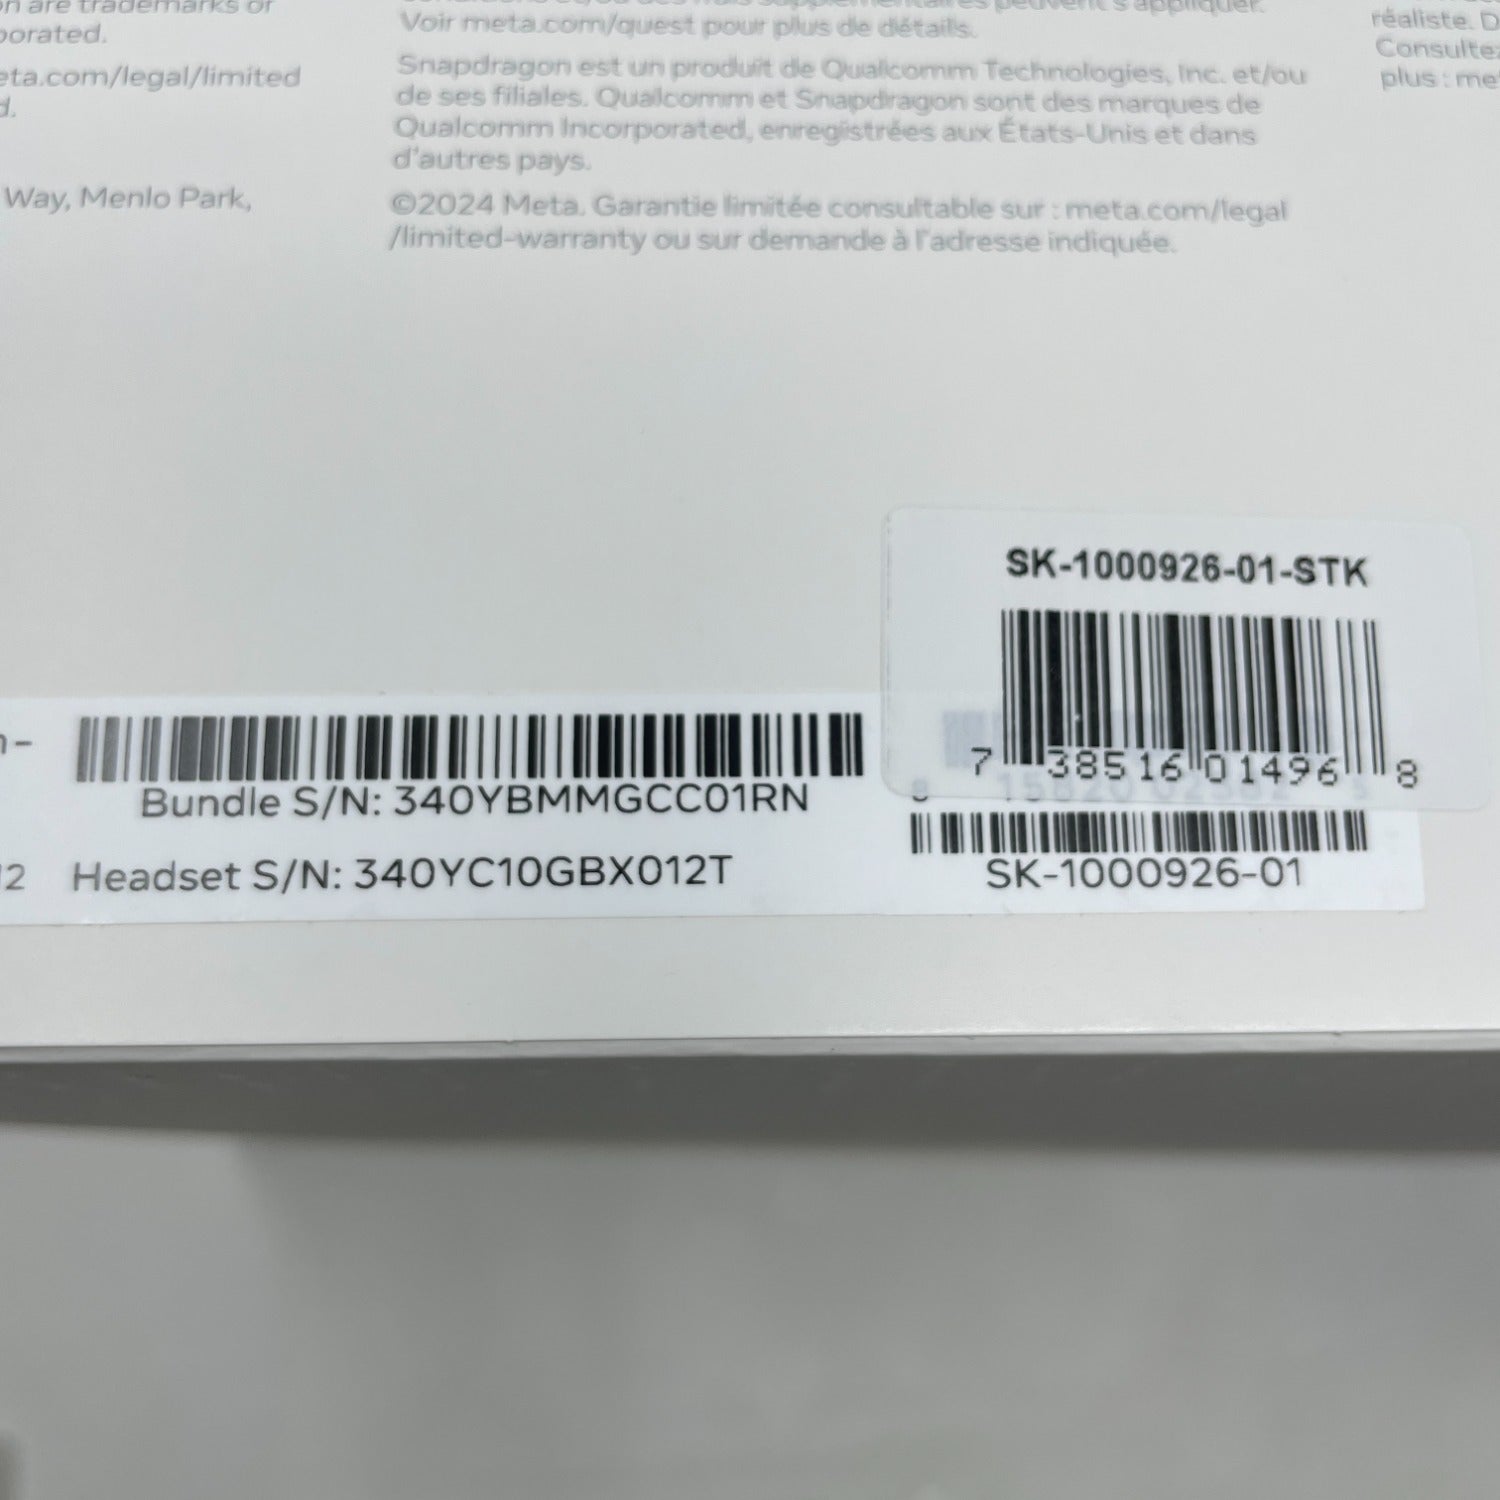 are trademarks or
porated.
eta.com/legal/limited
d.
Way, Menlo Park,
peuvent s'appliquer.
Voir meta.com/quest pour plus de détails.
Snapdragon est un produit de Qualcomm Technologies, Inc. et/ou
de ses filiales. Qualcomm et Snapdragon sont des marques de
Qualcomm Incorporated, enregistrées aux États-Unis et dans
d'autres pays.
©2024 Meta. Garantie limitée consultable sur : meta.com/legal
/limited-warranty ou sur demande à l'adresse indiquée.
réaliste. D
Consultez
plus : me
SK-1000926-01-STK
7 38516 01496 8
Bundle S/N: 340YBMMGCC01RN
12 Headset S/N: 340YC10GBX012T
SK-1000926-01